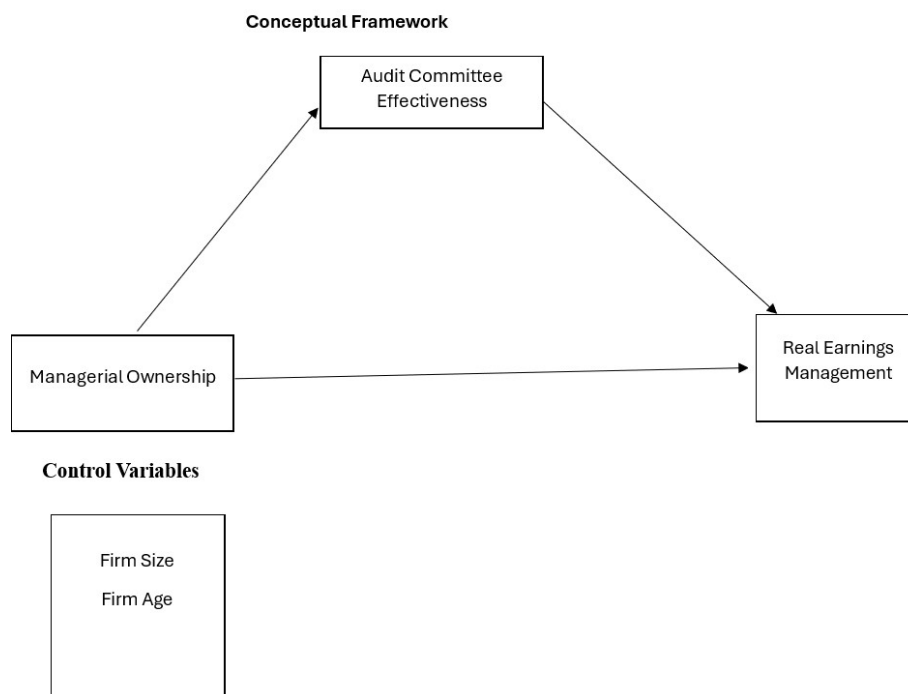 Conceptual Framework
Audit Committee
Effectiveness
Managerial Ownership
Real Earnings
Management
Control Variables
Firm Size
Firm Age